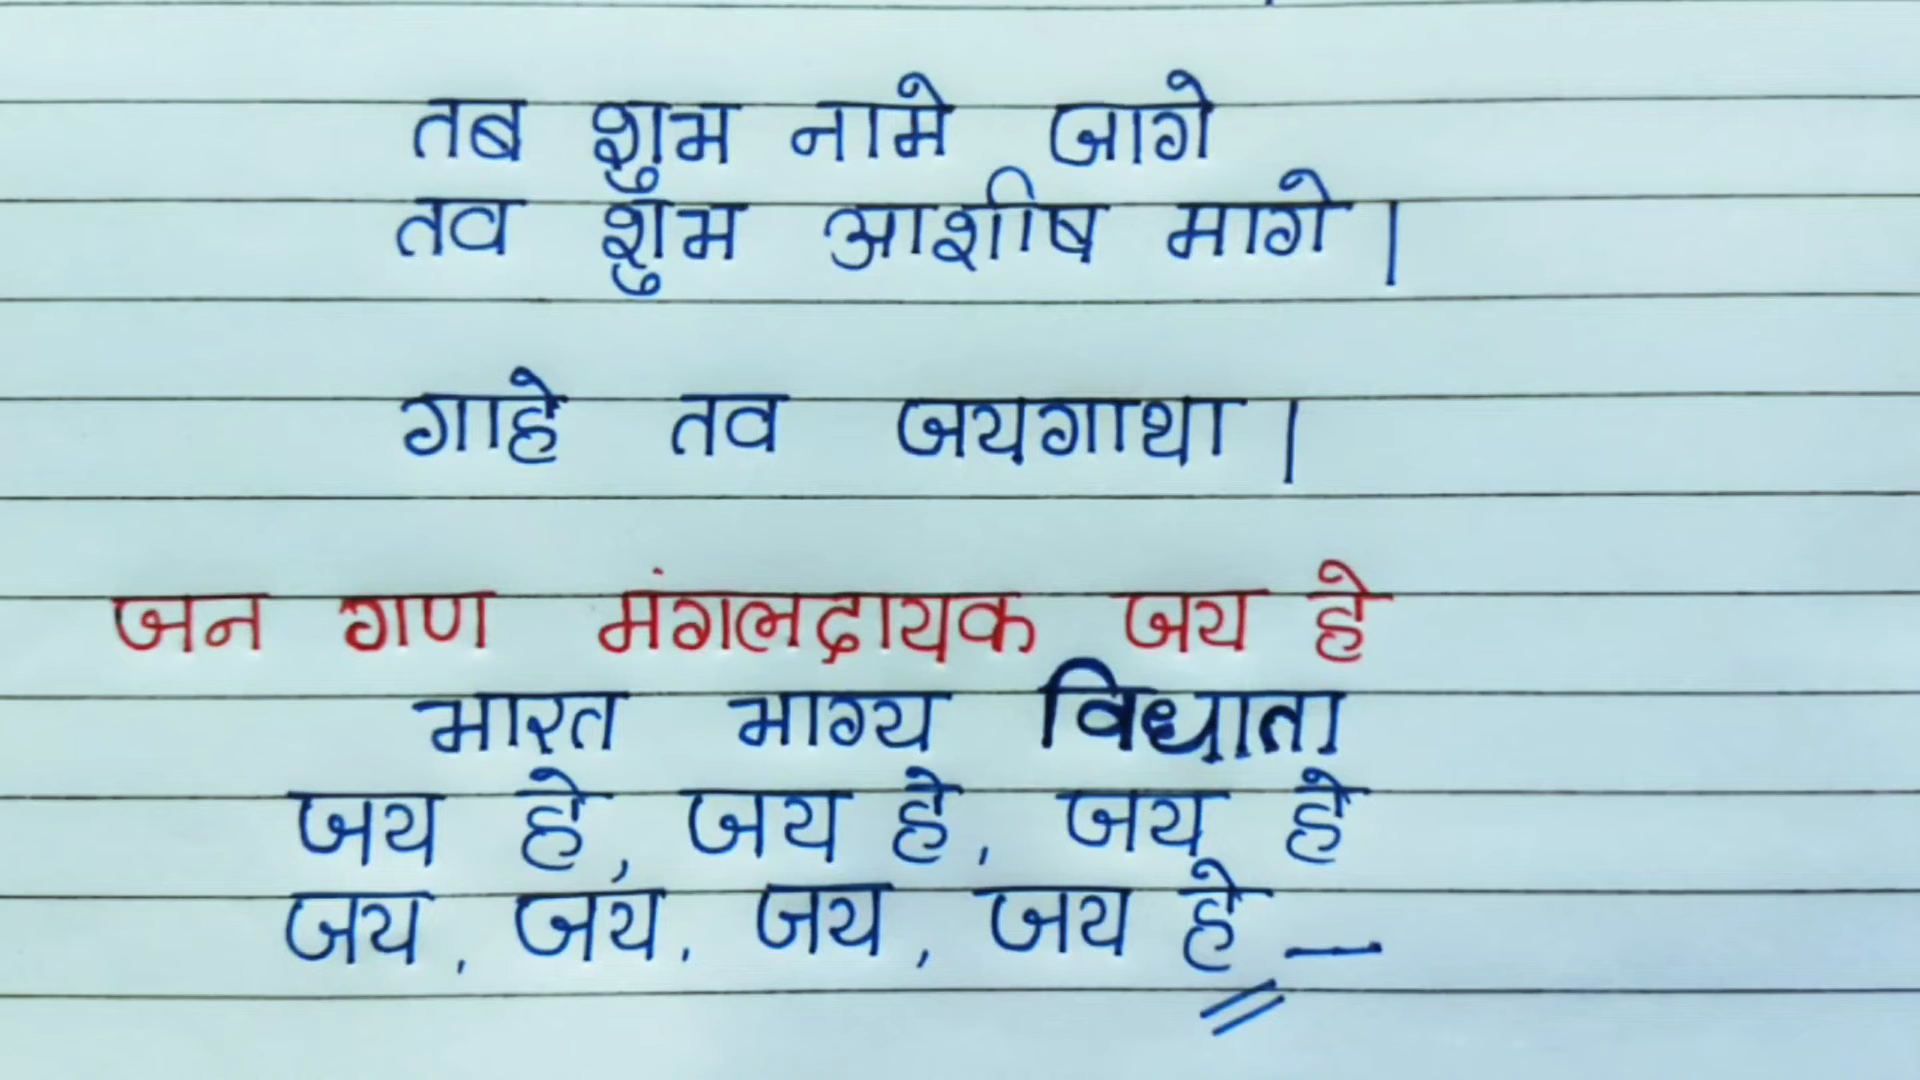 तब शुभ नामे जागे
तव शुभ आशीष मागे।
गाहे तव जयगाथा।
जन गण मंगलदायक जय हे
भारत भाग्य विधाता
जय हे, जय हे, जय हे
जय, जय, जय, जय हे —